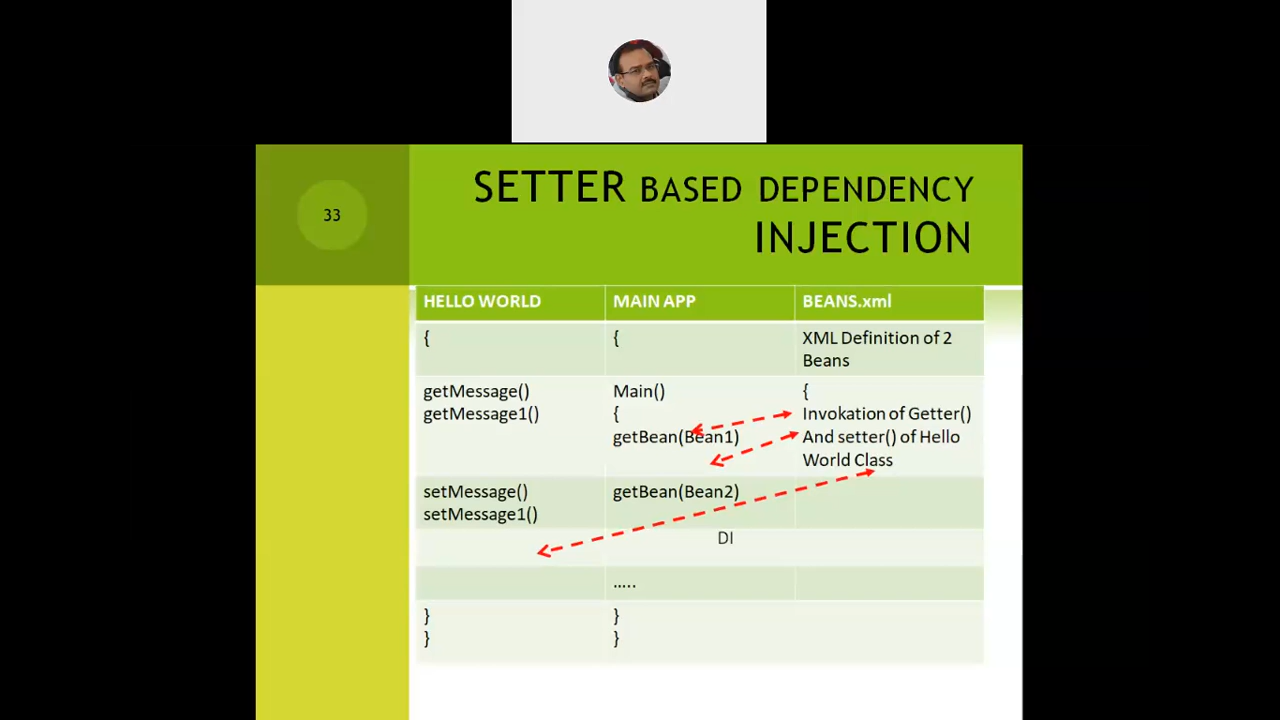 SETTER BASED DEPENDENCY
INJECTION
33
HELLO WORLD MAIN APP BEANS.xml
{ { XML Definition of 2
Beans
getMessage() Main() {
getMessage1() { Invokation of Getter()
getBean(Bean1) And setter() of Hello
World Class
setMessage() getBean(Bean2)
setMessage1()
DI
.....
} }
} }